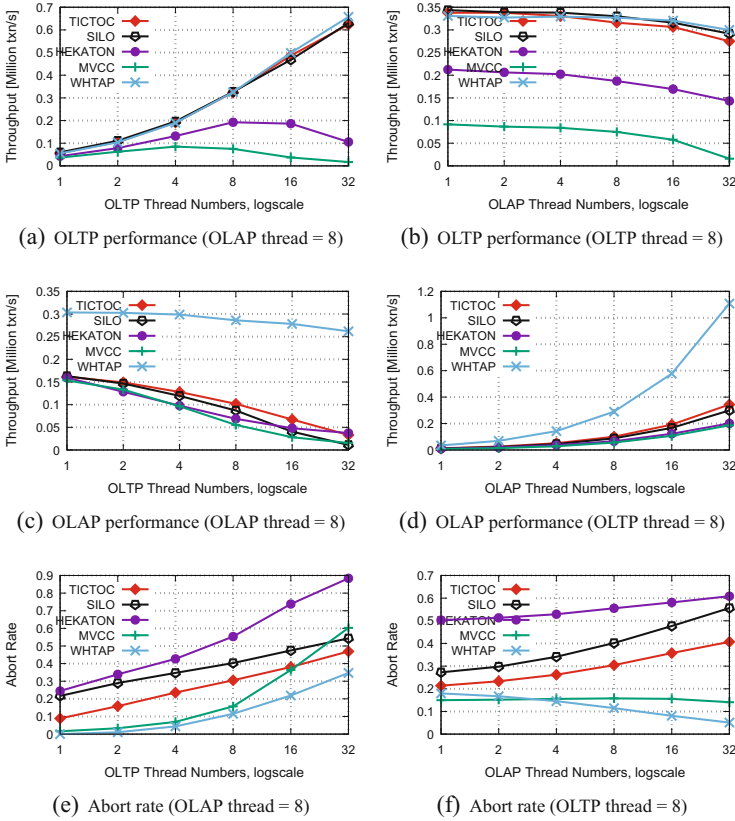 Throughput [Million txn/s]
0.7
0.6
0.5
0.4
0.3
0.2
0.1
0
TICTOC
SILO
HEKATON
MVCC
WHTAP
1 2 4 8 16 32
OLTP Thread Numbers, logscale
(a) OLTP performance (OLAP thread = 8)
Throughput [Million txn/s]
0.35
0.3
0.25
0.2
0.15
0.1
0.05
0
TICTOC
SILO
HEKATON
MVCC
WHTAP
1 2 4 8 16 32
OLAP Thread Numbers, logscale
(b) OLTP performance (OLTP thread = 8)
Throughput [Million txn/s]
0.35
0.3
0.25
0.2
0.15
0.1
0.05
0
TICTOC
SILO
HEKATON
MVCC
WHTAP
1 2 4 8 16 32
OLTP Thread Numbers, logscale
(c) OLAP performance (OLAP thread = 8)
Throughput [Million txn/s]
1.2
1
0.8
0.6
0.4
0.2
0
TICTOC
SILO
HEKATON
MVCC
WHTAP
1 2 4 8 16 32
OLAP Thread Numbers, logscale
(d) OLAP performance (OLTP thread = 8)
Abort Rate
0.9
0.8
0.7
0.6
0.5
0.4
0.3
0.2
0.1
0
TICTOC
SILO
HEKATON
MVCC
WHTAP
1 2 4 8 16 32
OLTP Thread Numbers, logscale
(e) Abort rate (OLAP thread = 8)
Abort Rate
0.7
0.6
0.5
0.4
0.3
0.2
0.1
0
TICTOC
SILO
HEKATON
MVCC
WHTAP
1 2 4 8 16 32
OLAP Thread Numbers, logscale
(f) Abort rate (OLTP thread = 8)